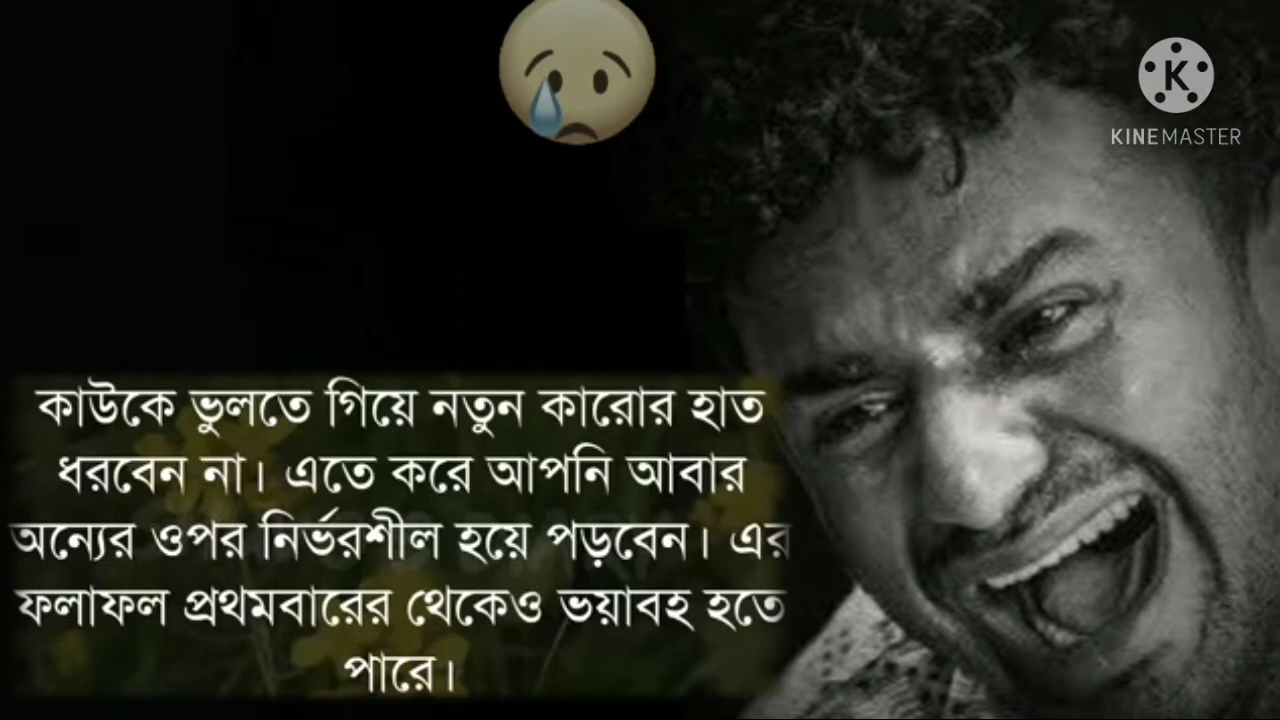 KINEMASTER
কাউকে ভুলতে গিয়ে নতুন কারোর হাত
ধরবেন না। এতে করে আপনি আবার
অন্যের ওপর নির্ভরশীল হয়ে পড়বেন। এর
ফলাফল প্রথমবারের থেকেও ভয়াবহ হতে
পারে।